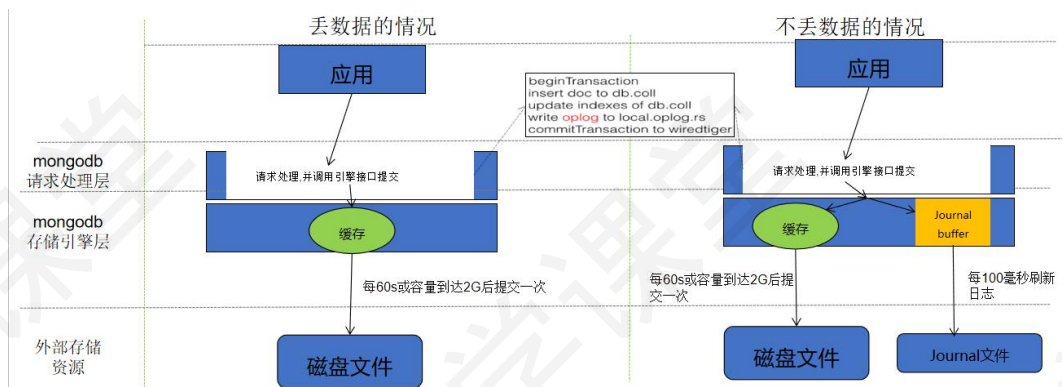 丢数据的情况
不丢数据的情况
应用
应用
beginTransaction
insert doc to db.coll
update indexes of db.coll
write oplog to local.oplog.rs
commitTransaction to wiredtiger
mongodb
请求处理层
请求处理,并调用引擎接口提交
请求处理,并调用引擎接口提交
mongodb
存储引擎层
缓存
缓存
Journal
buffer
每60s或容量到达2G后提交一次
每60s或容量到达2G后提
交一次
每100毫秒刷新
日志
外部存储
资源
磁盘文件
磁盘文件
Journal文件
学课堂